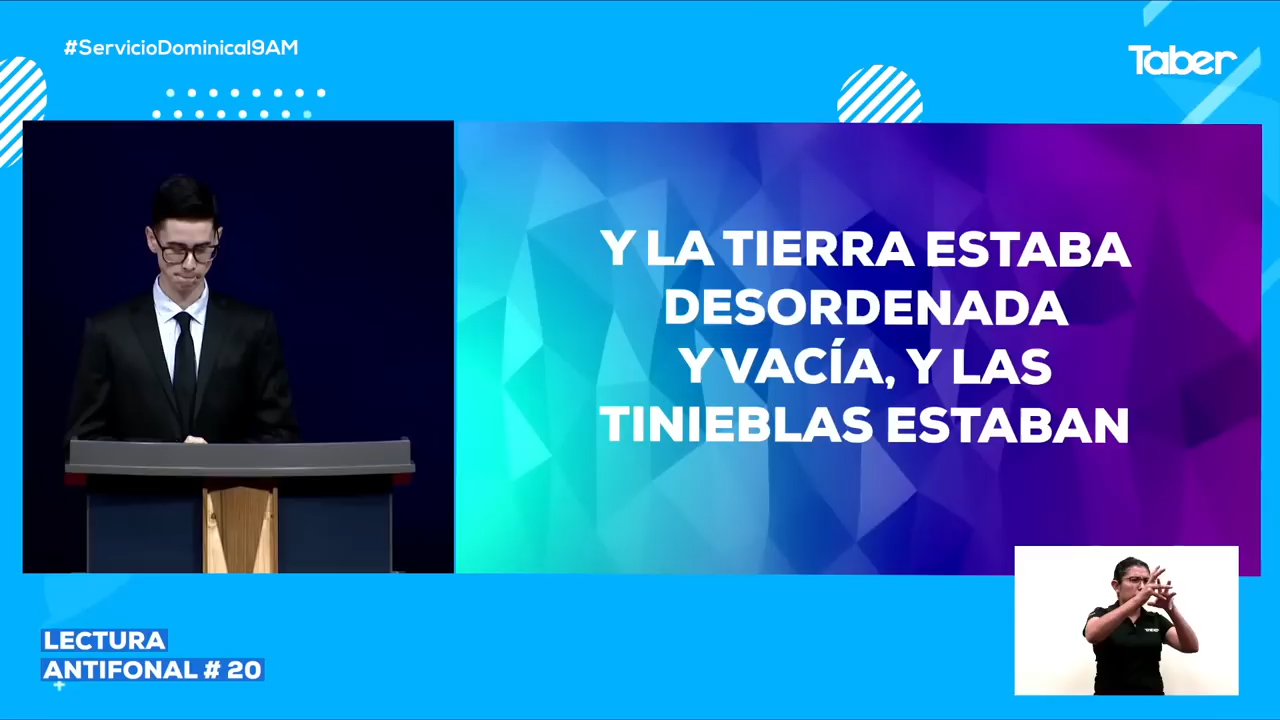 #ServicioDominical9AM
Taber
Y LA TIERRA ESTABA
DESORDENADA
Y VACÍA, Y LAS
TINIEBLAS ESTABAN
LECTURA
ANTIFONAL # 20